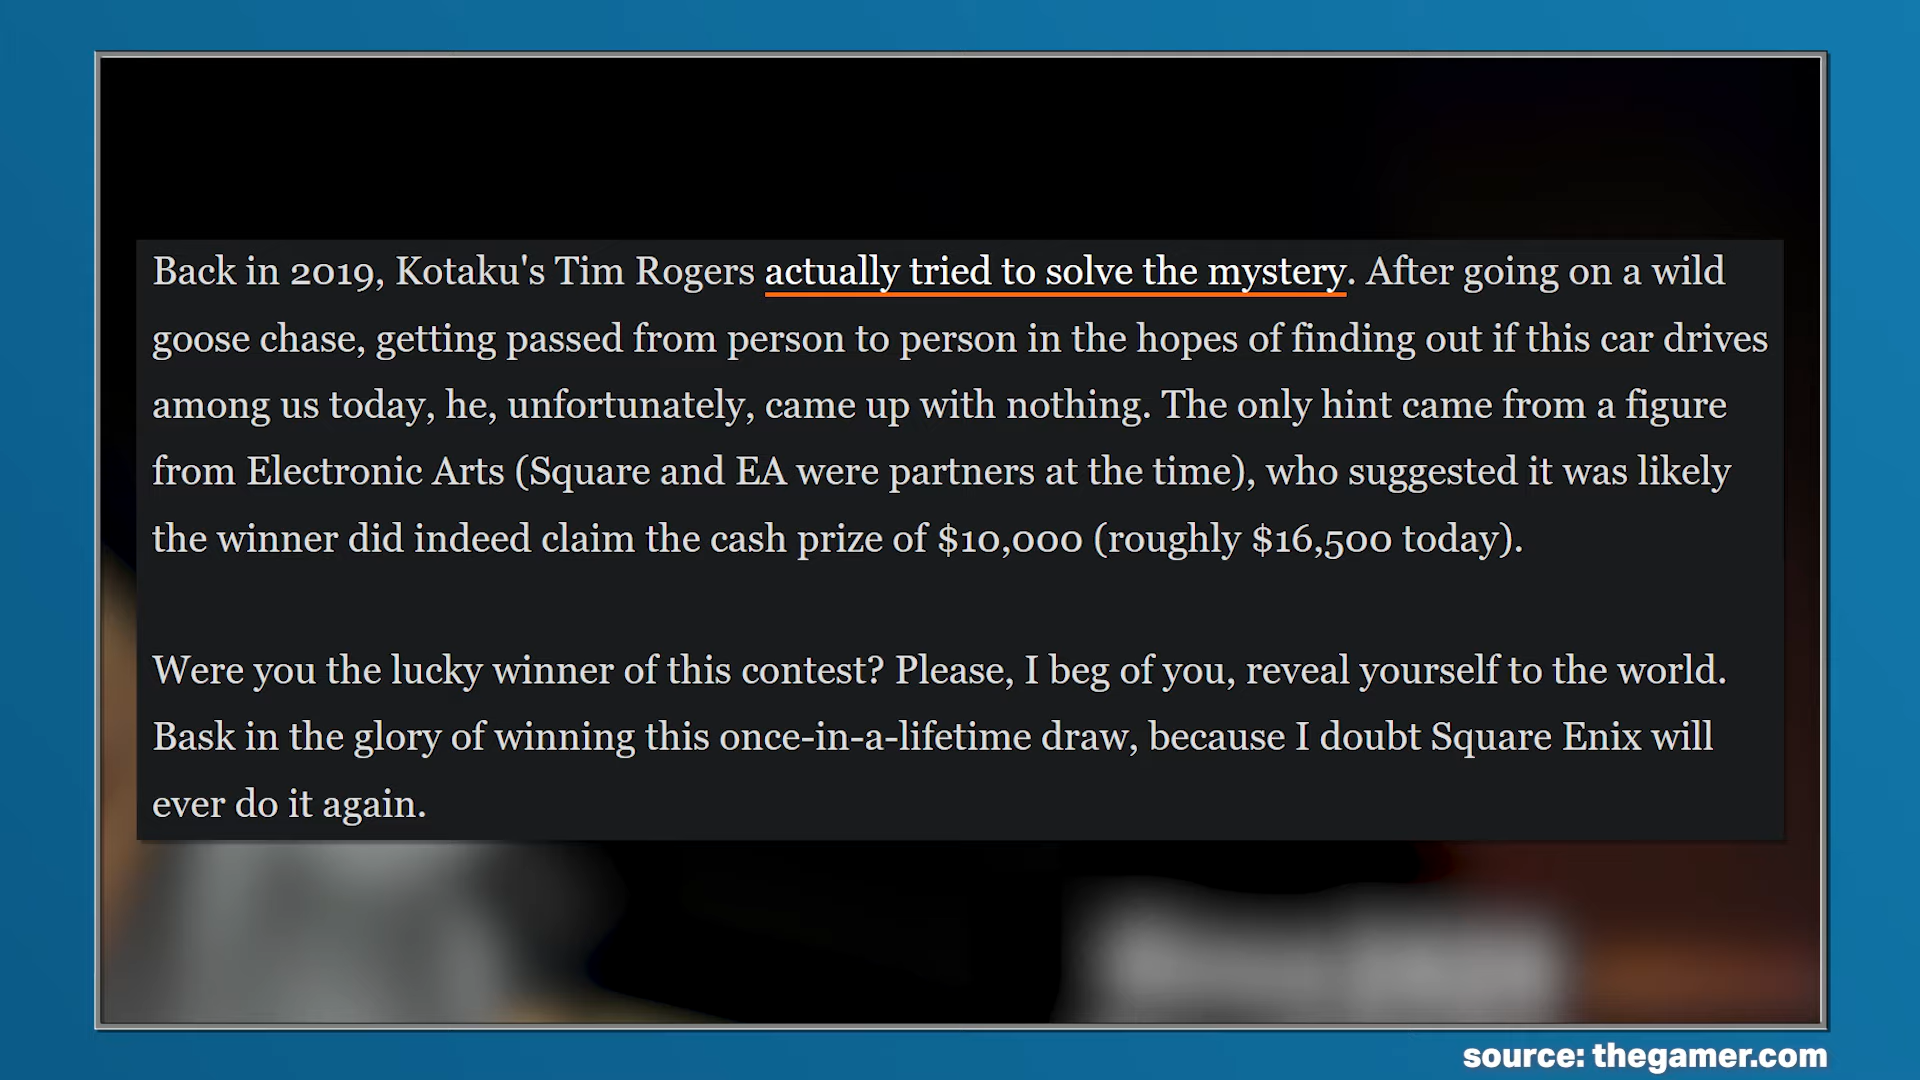 Back in 2019, Kotaku's Tim Rogers actually tried to solve the mystery. After going on a wild
goose chase, getting passed from person to person in the hopes of finding out if this car drives
among us today, he, unfortunately, came up with nothing. The only hint came from a figure
from Electronic Arts (Square and EA were partners at the time), who suggested it was likely
the winner did indeed claim the cash prize of $10,000 (roughly $16,500 today).
Were you the lucky winner of this contest? Please, I beg of you, reveal yourself to the world.
Bask in the glory of winning this once-in-a-lifetime draw, because I doubt Square Enix will
ever do it again.
source: thegamer.com